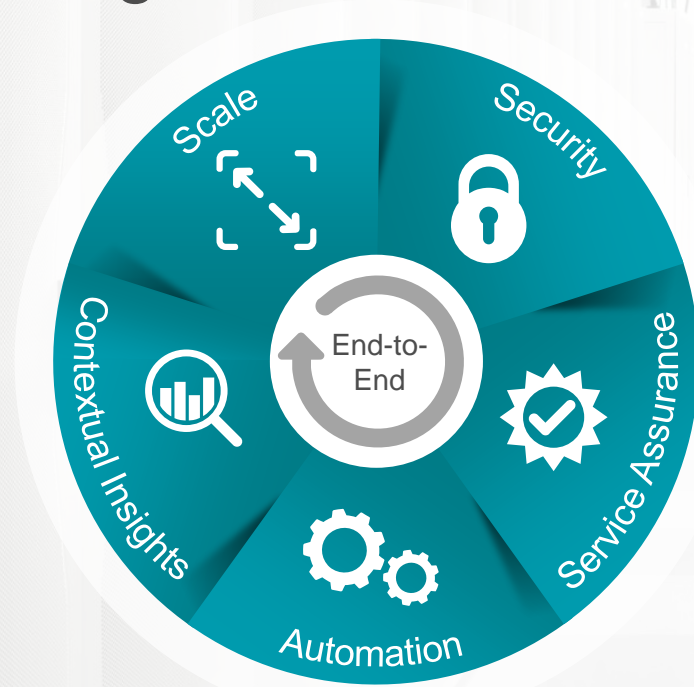 Scale
Security
Service Assurance
Automation
Contextual Insights
End-to-
End